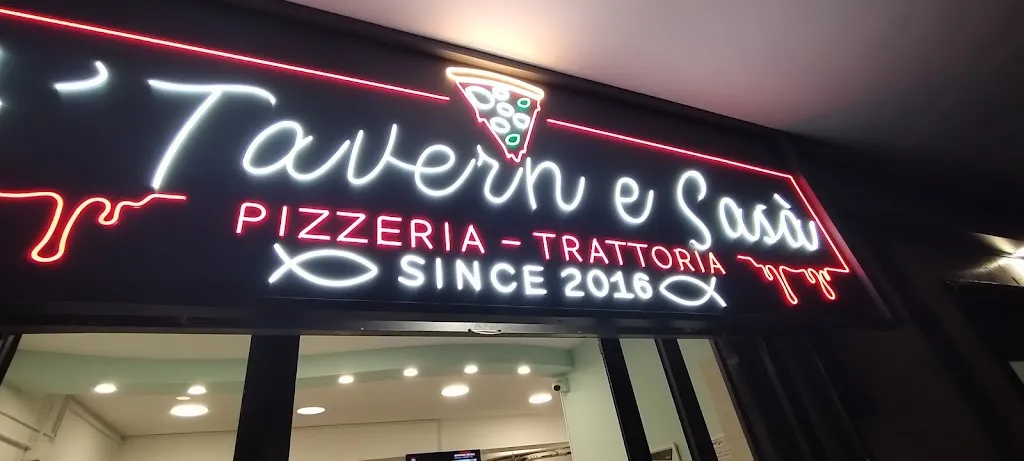 ' Tavern e Sasà
PIZZERIA - TRATTORIA
SINCE 2016